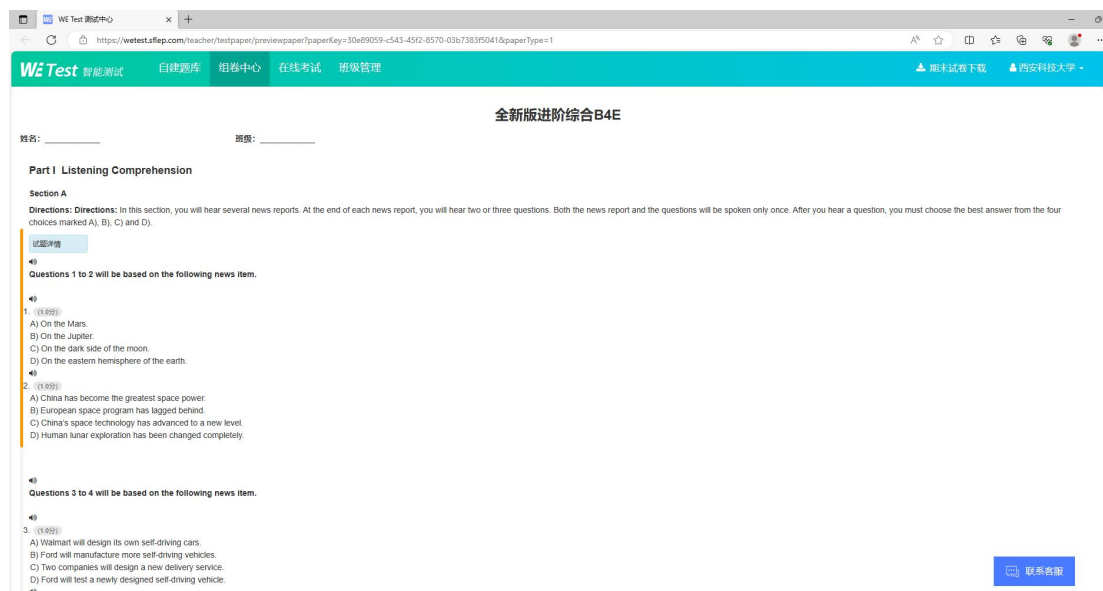 WE Test 测试中心
https://wetest.sflep.com/teacher/testpaper/previewpaper?paperKey=30e89059-c543-45f2-8570-03b7383f5041&paperType=1
WE Test 智能测试 自建题库 组卷中心 在线考试 班级管理 期末试卷下载 西安科技大学
全新版进阶综合B4E
姓名: 班级:
Part I Listening Comprehension
Section A
Directions: Directions: In this section, you will hear several news reports. At the end of each news report, you will hear two or three questions. Both the news report and the questions will be spoken only once. After you hear a question, you must choose the best answer from the four
choices marked A), B), C) and D).
试题详情
Questions 1 to 2 will be based on the following news item.
1. (1.0分)
A) On the Mars.
B) On the Jupiter.
C) On the dark side of the moon.
D) On the eastern hemisphere of the earth.
2. (1.0分)
A) China has become the greatest space power.
B) European space program has lagged behind.
C) China's space technology has advanced to a new level.
D) Human lunar exploration has been changed completely.
Questions 3 to 4 will be based on the following news item.
3. (1.0分)
A) Walmart will design its own self-driving cars.
B) Ford will manufacture more self-driving vehicles.
C) Two companies will design a new delivery service.
D) Ford will test a newly designed self-driving vehicle.
联系客服